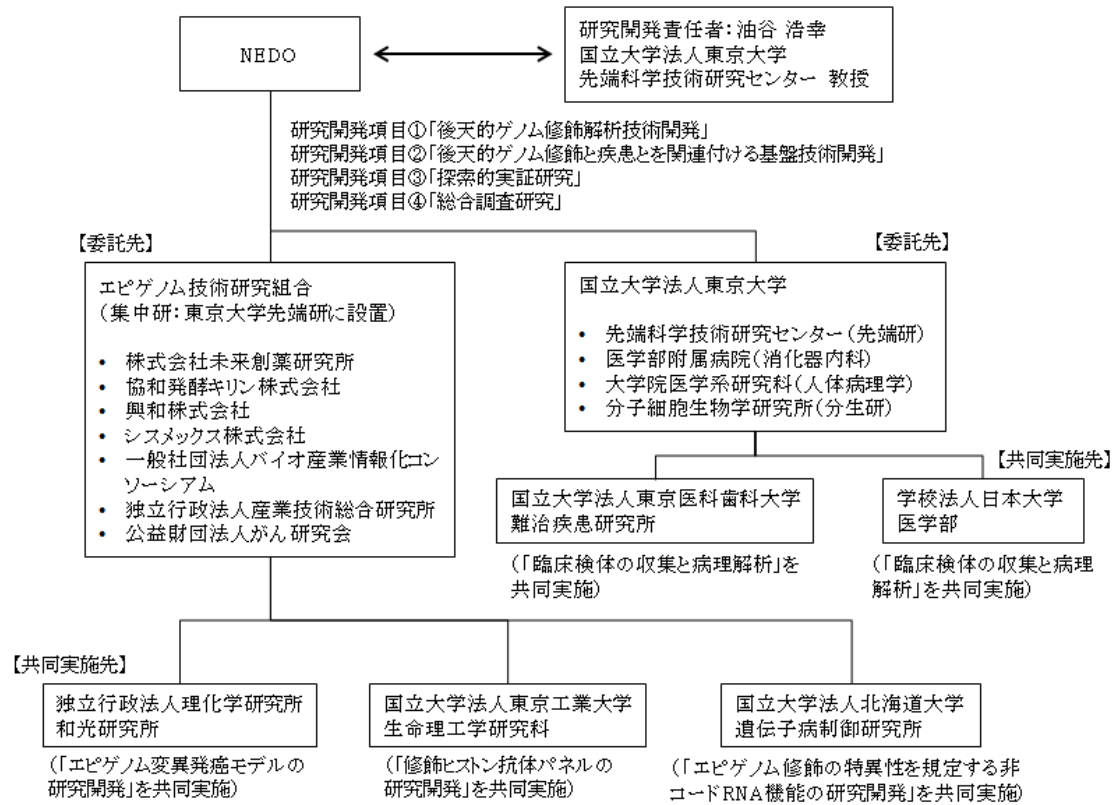 NEDO
研究開発責任者：油谷 浩幸
国立大学法人東京大学
先端科学技術研究センター 教授
研究開発項目①「後天的ゲノム修飾解析技術開発」
研究開発項目②「後天的ゲノム修飾と疾患とを関連付ける基盤技術開発」
研究開発項目③「探索的実証研究」
研究開発項目④「総合調査研究」
【委託先】
エピゲノム技術研究組合
（集中研：東京大学先端研に設置）
• 株式会社未来創薬研究所
• 協和発酵キリン株式会社
• 興和株式会社
• シスメックス株式会社
• 一般社団法人バイオ産業情報化コン
ソーシアム
• 独立行政法人産業技術総合研究所
• 公益財団法人がん研究会
【委託先】
国立大学法人東京大学
• 先端科学技術研究センター（先端研）
• 医学部附属病院（消化器内科）
• 大学院医学系研究科（人体病理学）
• 分子細胞生物学研究所（分生研）
【共同実施先】
国立大学法人東京医科歯科大学
難治疾患研究所
（「臨床検体の収集と病理解析」を
共同実施）
学校法人日本大学
医学部
（「臨床検体の収集と病理
解析」を共同実施）
【共同実施先】
独立行政法人理化学研究所
和光研究所
（「エピゲノム変異発癌モデルの
研究開発」を共同実施）
国立大学法人東京工業大学
生命理工学研究科
（「修飾ヒストン抗体パネルの
研究開発」を共同実施）
国立大学法人北海道大学
遺伝子病制御研究所
（「エピゲノム修飾の特異性を規定する非
コードRNA機能の研究開発」を共同実施）